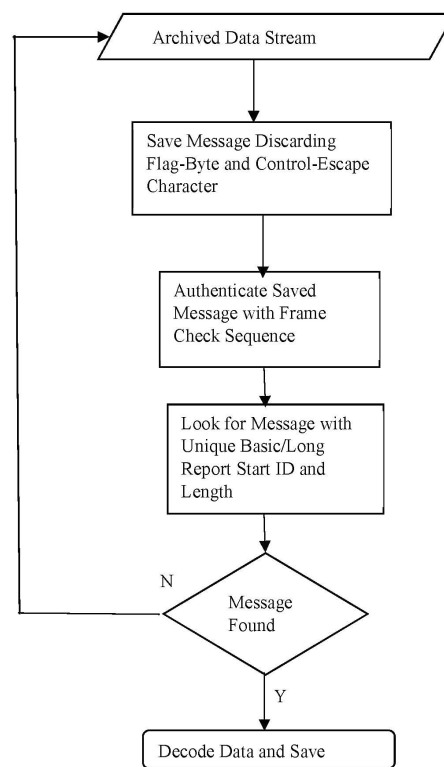 Archived Data Stream
Save Message Discarding
Flag-Byte and Control-Escape
Character
Authenticate Saved
Message with Frame
Check Sequence
Look for Message with
Unique Basic/Long
Report Start ID and
Length
N
Message
Found
Y
Decode Data and Save